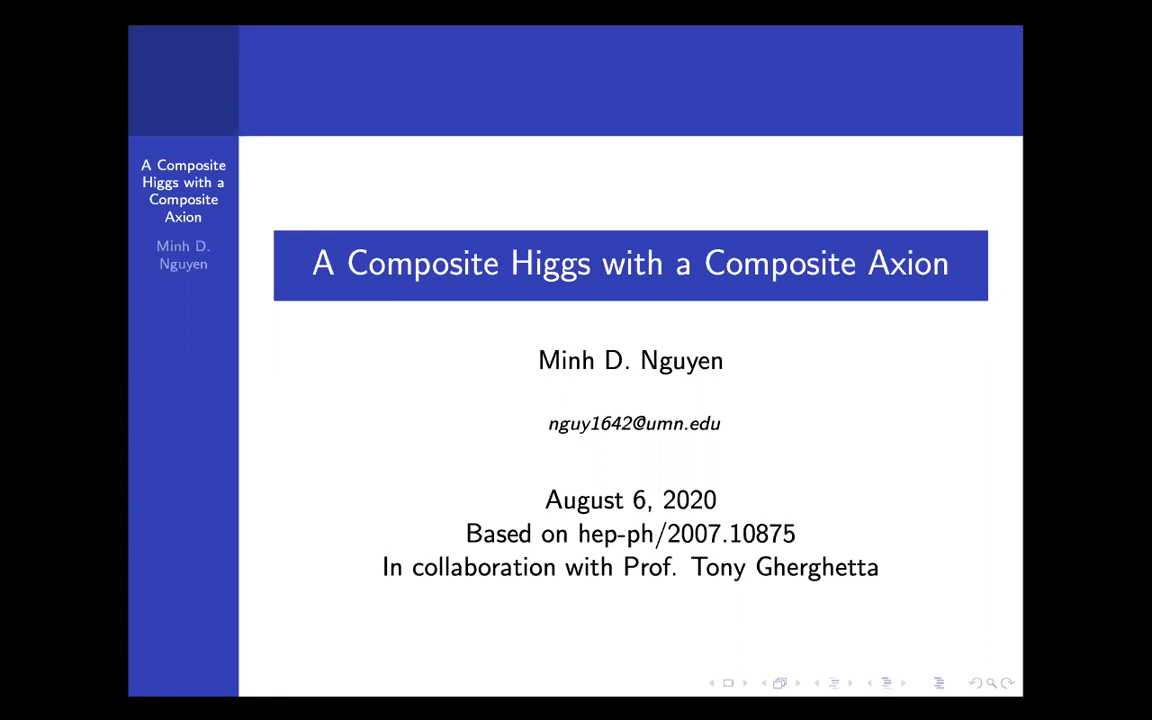 A Composite
Higgs with a
Composite
Axion
Minh D.
Nguyen
A Composite Higgs with a Composite Axion
Minh D. Nguyen
nguy1642@umn.edu
August 6, 2020
Based on hep-ph/2007.10875
In collaboration with Prof. Tony Gherghetta